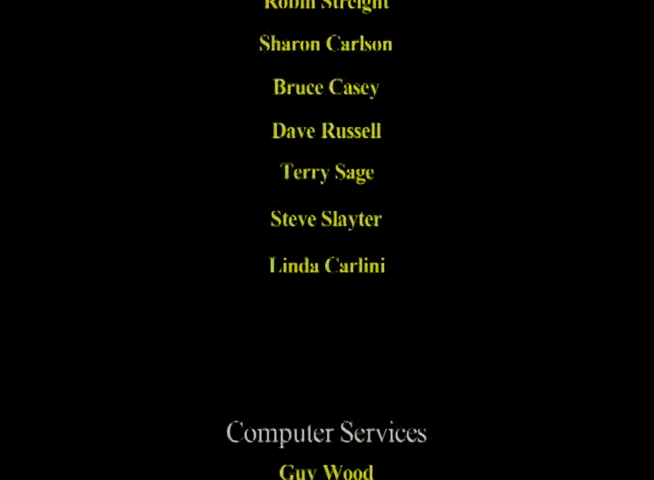 Robin Streight
Sharon Carlson
Bruce Casey
Dave Russell
Terry Sage
Steve Slayter
Linda Carlini
Computer Services
Guy Wood